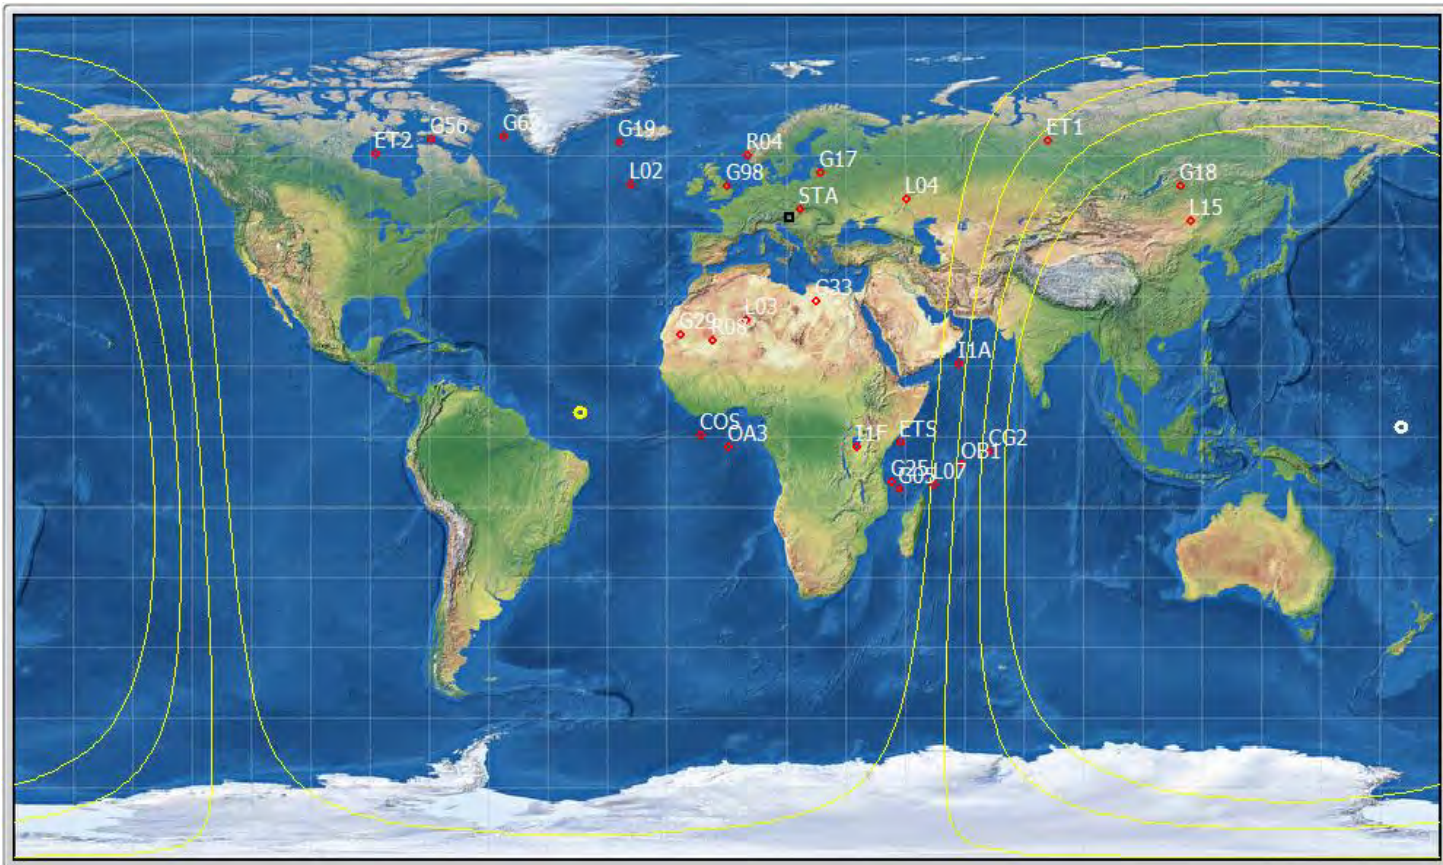 ET2
G56
G62
G19
L02
R04
G98
G17
STA
L04
ET1
G18
L15
G33
L03
G29
R08
I1A
COS
OA3
I1F
ETS
CG2
OB1
G25
G05
L07